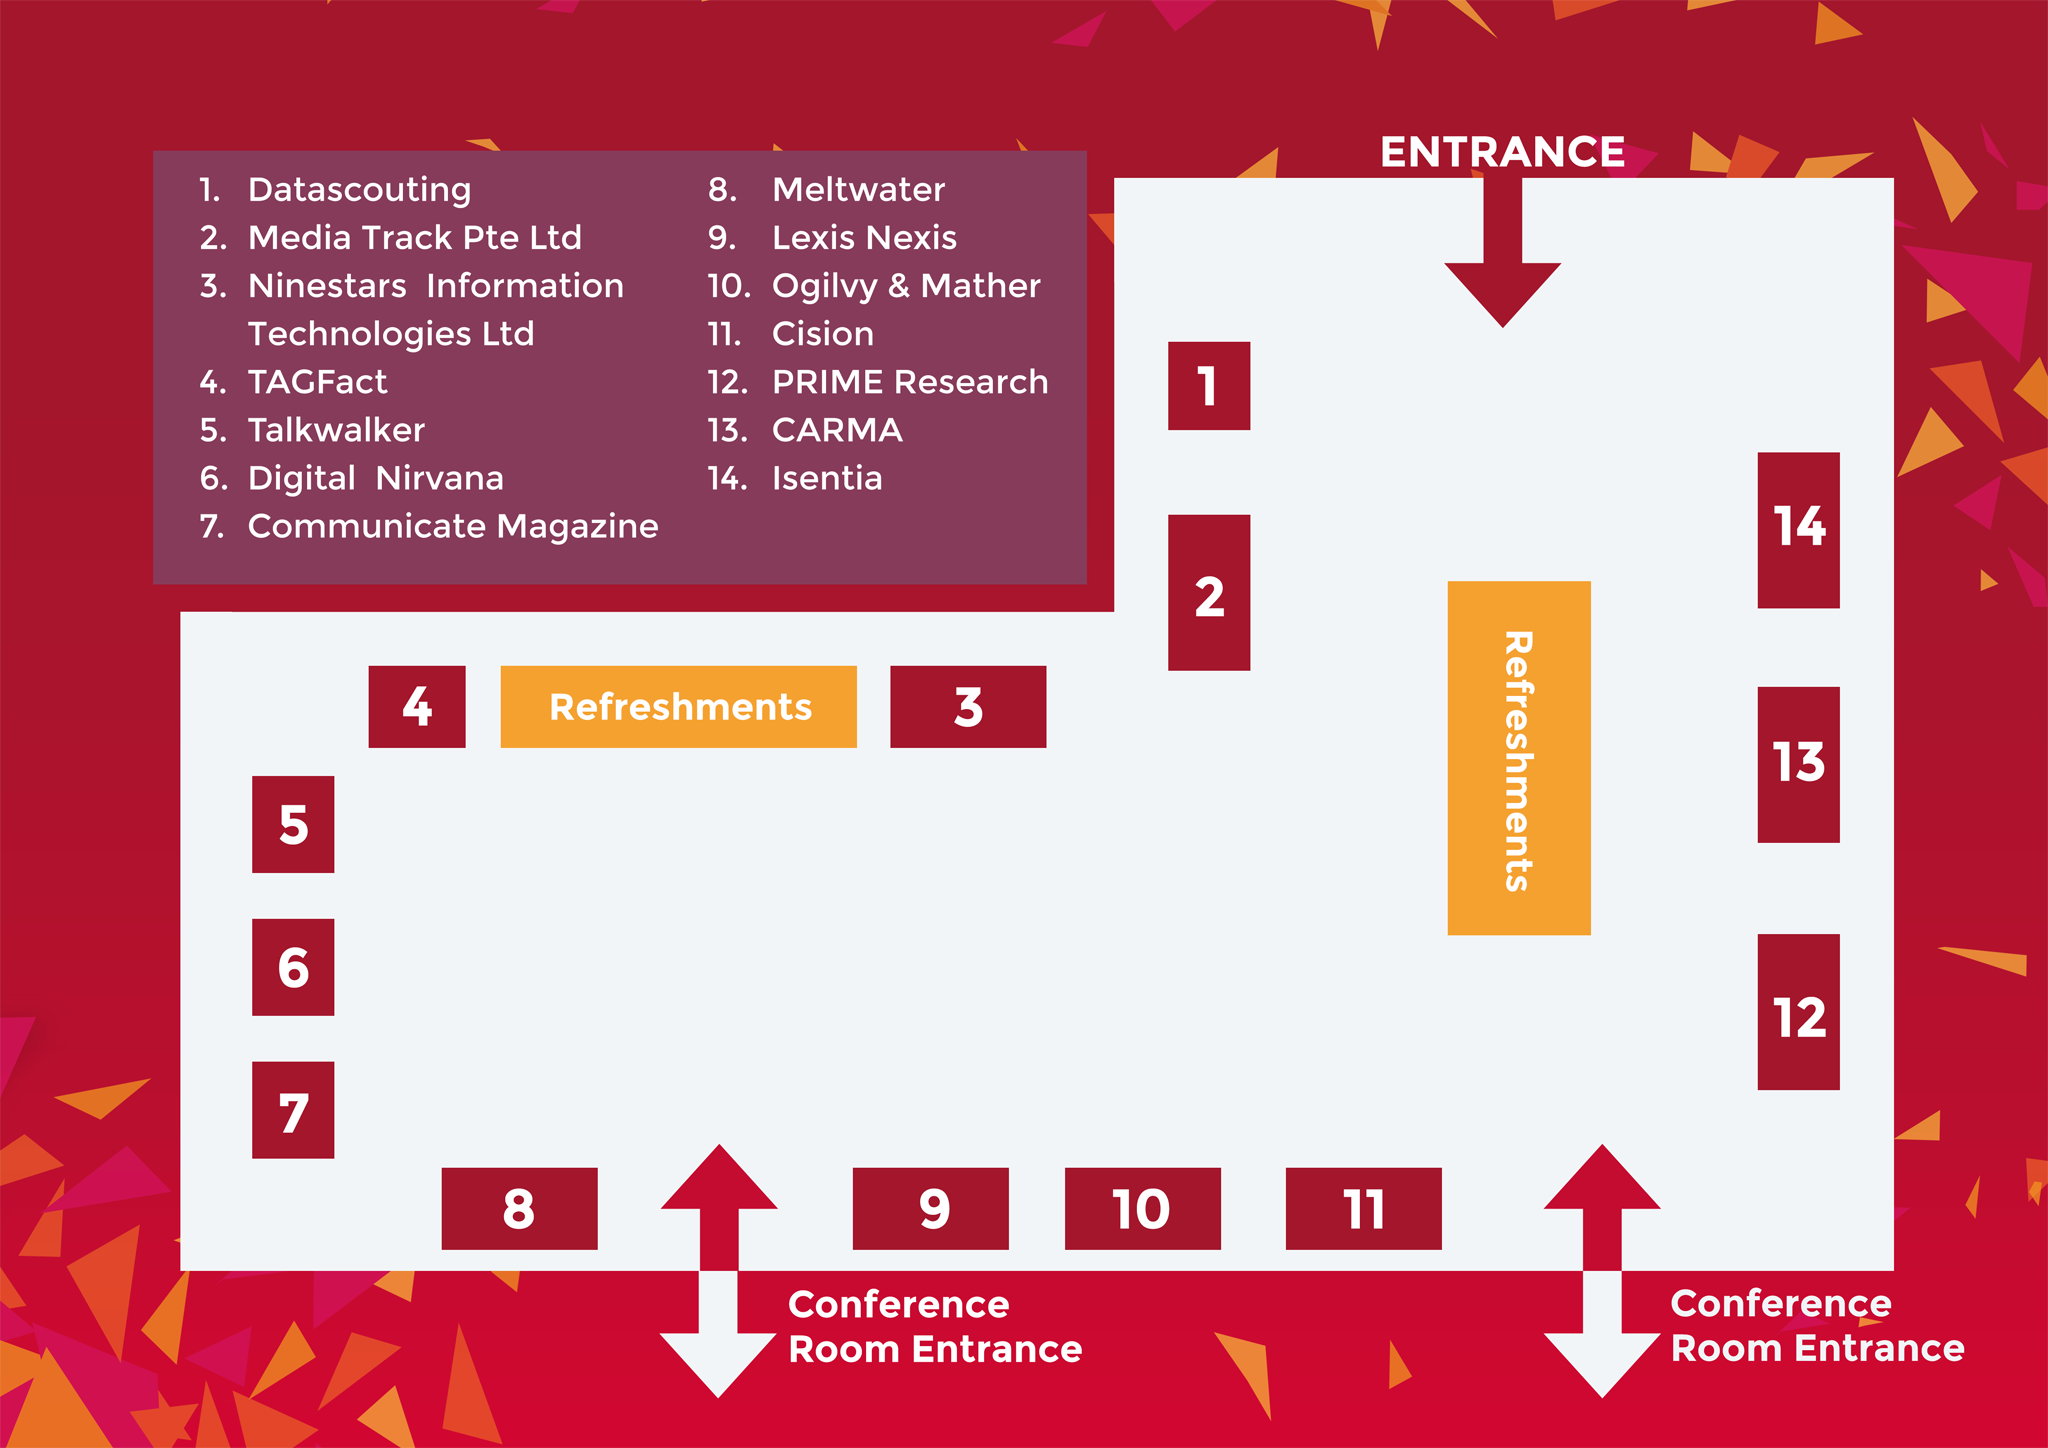 ENTRANCE
1. Datascouting
2. Media Track Pte Ltd
3. Ninestars Information
Technologies Ltd
4. TAGFact
5. Talkwalker
6. Digital Nirvana
7. Communicate Magazine
8. Meltwater
9. Lexis Nexis
10. Ogilvy & Mather
11. Cision
12. PRIME Research
13. CARMA
14. Isentia
1
14
2
Refreshments
4
Refreshments
3
13
5
6
12
7
8
9
10
11
Conference
Room Entrance
Conference
Room Entrance